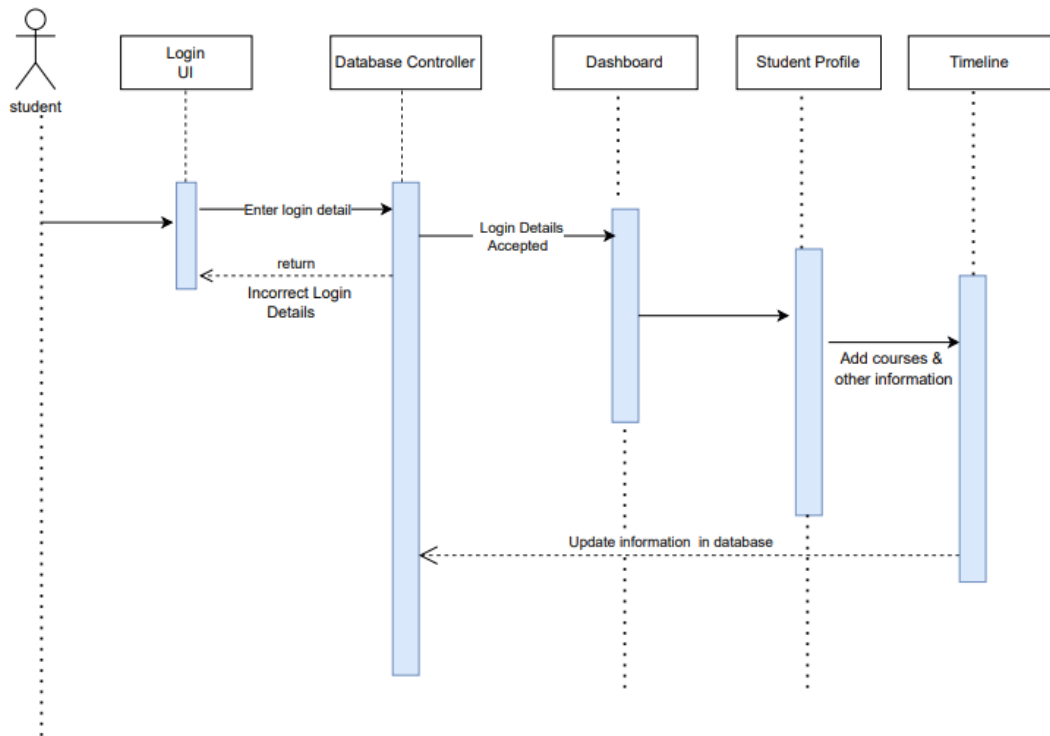 student
Login
UI
Database Controller
Dashboard
Student Profile
Timeline
Enter login detail
Login Details
Accepted
return
Incorrect Login
Details
Add courses &
other information
Update information in database